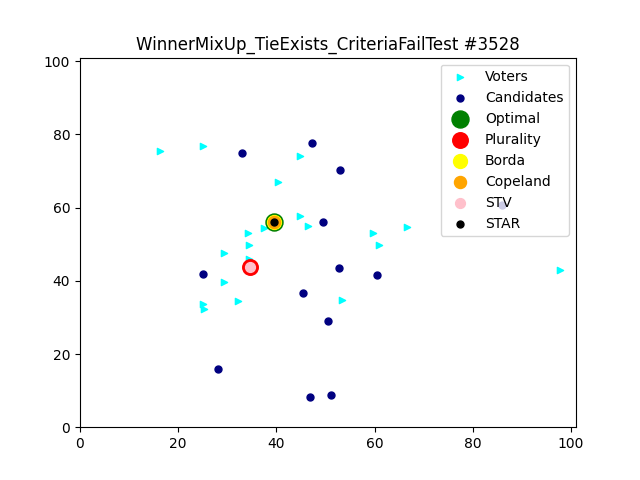 WinnerMixUp_TieExists_CriteriaFailTest #3528
100
80
60
40
20
0
0 20 40 60 80 100
Voters
Candidates
Optimal
Plurality
Borda
Copeland
STV
STAR